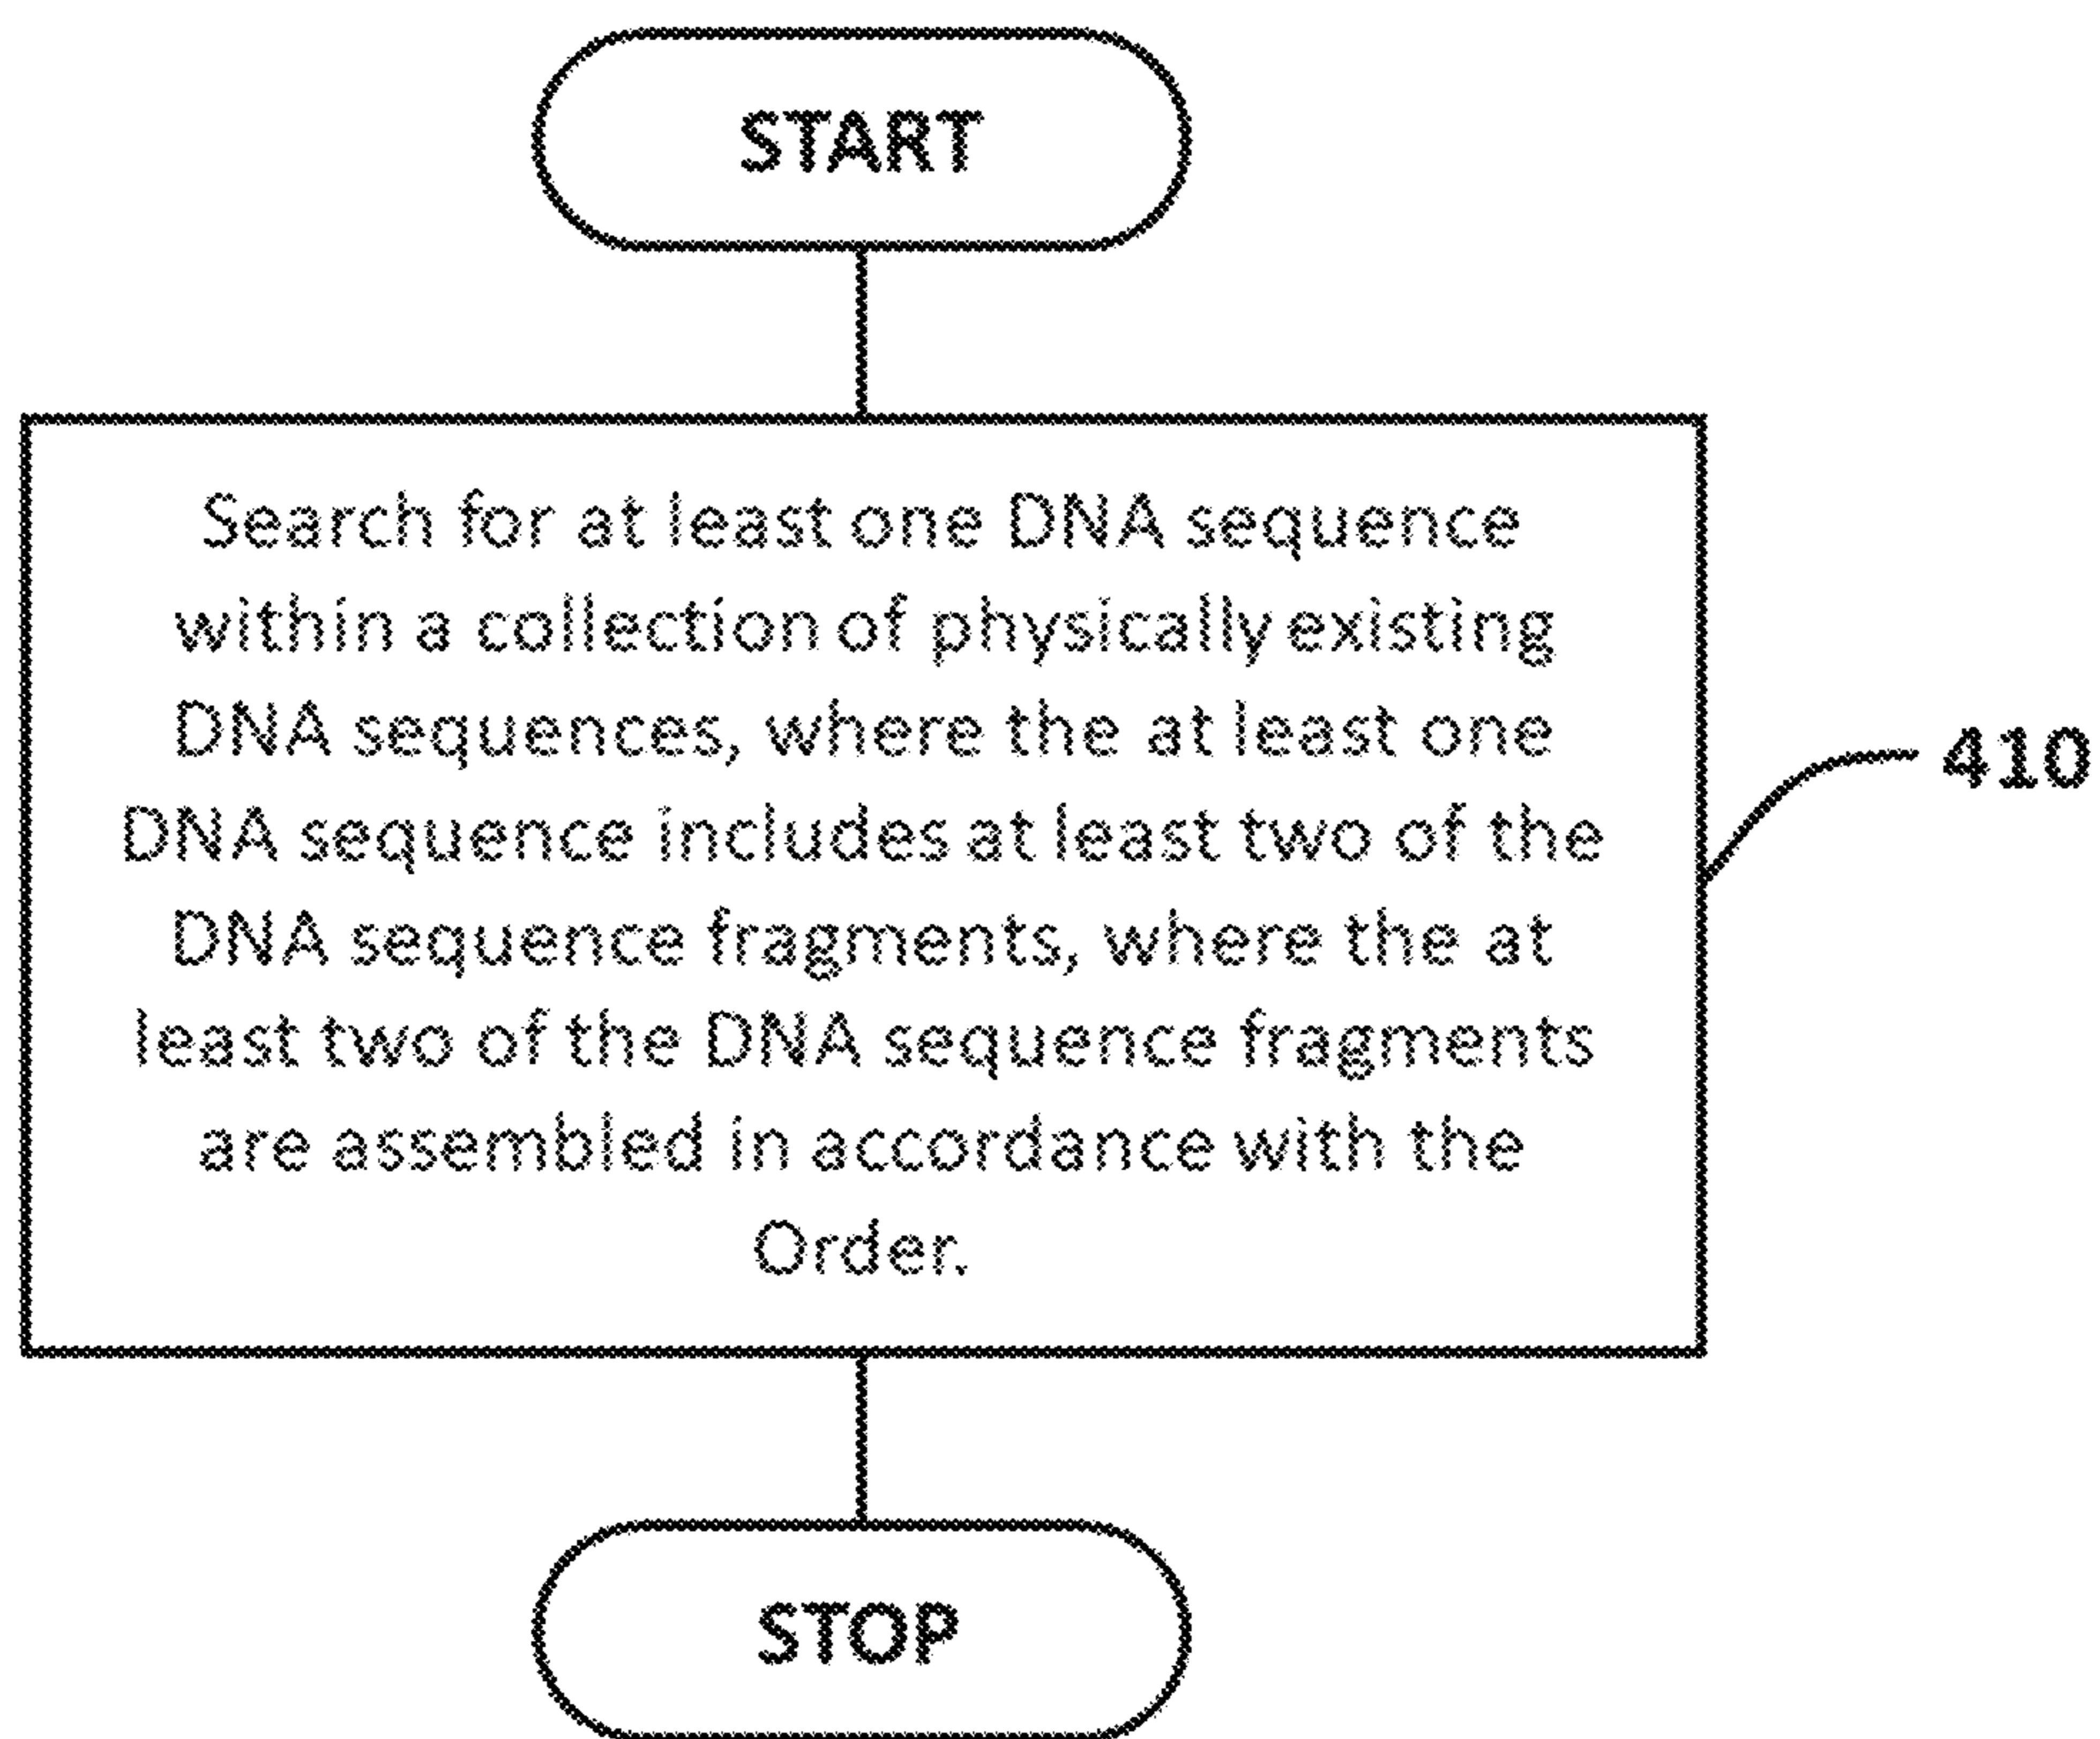 START
Search for at least one DNA sequence
within a collection of physically existing
DNA sequences, where the at least one
DNA sequence includes at least two of the
DNA sequence fragments, where the at
least two of the DNA sequence fragments
are assembled in accordance with the
Order.
410
STOP